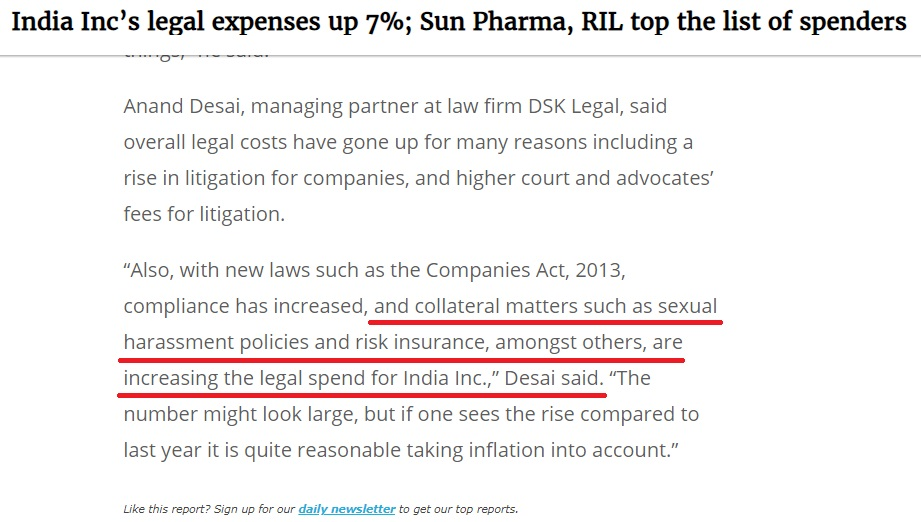 India Inc’s legal expenses up 7%; Sun Pharma, RIL top the list of spenders
Anand Desai, managing partner at law firm DSK Legal, said
overall legal costs have gone up for many reasons including a
rise in litigation for companies, and higher court and advocates’
fees for litigation.
“Also, with new laws such as the Companies Act, 2013,
compliance has increased, and collateral matters such as sexual
harassment policies and risk insurance, amongst others, are
increasing the legal spend for India Inc.,” Desai said. “The
number might look large, but if one sees the rise compared to
last year it is quite reasonable taking inflation into account.”
Like this report? Sign up for our daily newsletter to get our top reports.